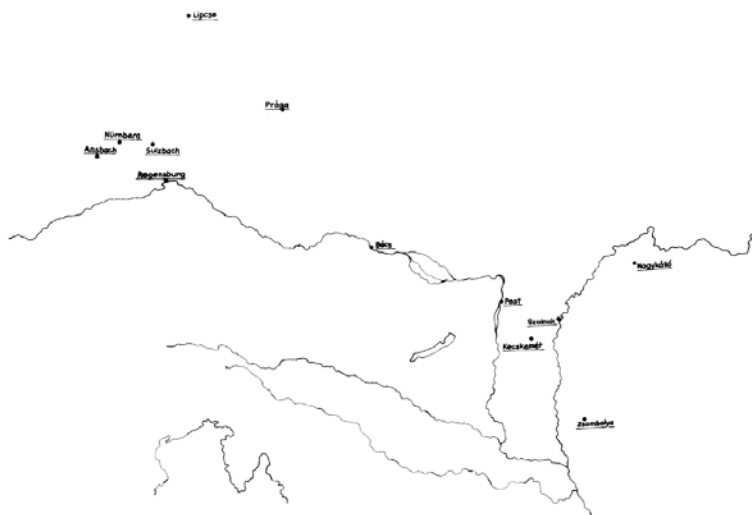 Lipcse
Prága
Nürnberg
Ansbach
Sulzbach
Regensburg
Bécs
Nagykálló
Pest
Szolnok
Kecskemét
Zsombolya